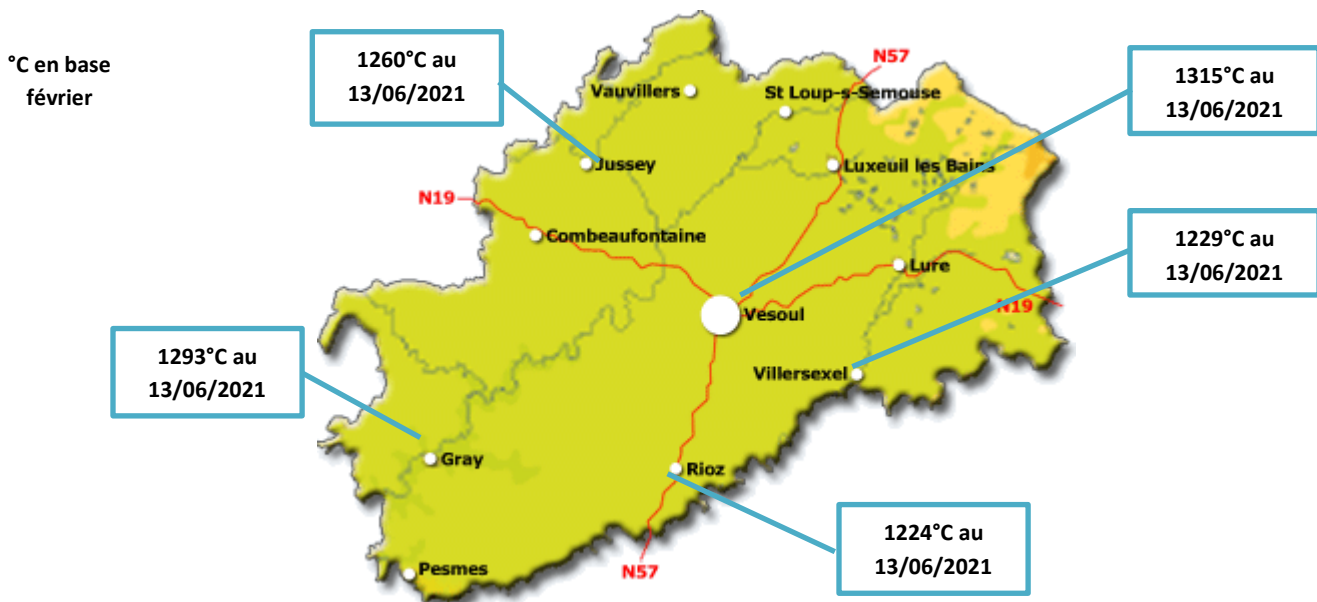 °C en base
février
1260°C au
13/06/2021
N57
1315°C au
13/06/2021
Vauvillers
St Loup-s-Semouse
Jussey
Luxeuil les Bains
N19
Combeaufontaine
1229°C au
13/06/2021
Lure
Vesoul
N19
1293°C au
13/06/2021
Villersexel
Gray
Rioz
1224°C au
13/06/2021
Pesmes
N57